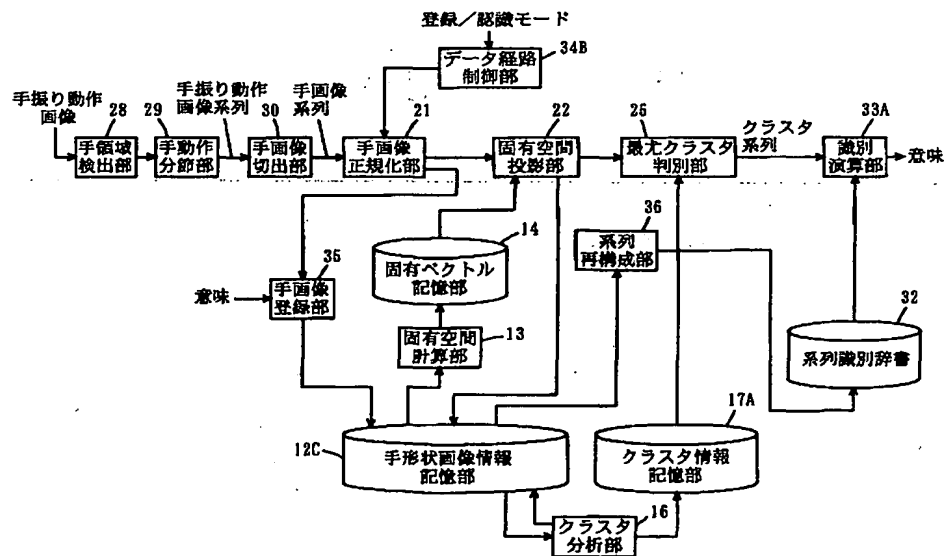 登録／認識モード
34B
データ経路
制御部
手振り動作
画像
28
手領域
検出部
29
手動作
分節部
手振り動作
画像系列
30
手画像
切出部
手画像
系列
21
手画像
正規化部
22
固有空間
投影部
25
最尤クラスタ
判別部
クラスタ
系列
33A
識別
演算部
意味
14
固有ベクトル
記憶部
36
系列
再構成部
意味
35
手画像
登録部
固有空間
計算部
13
32
系列識別辞書
12C
手形状画像情報
記憶部
17A
クラスタ情報
記憶部
クラスタ
分析部
16